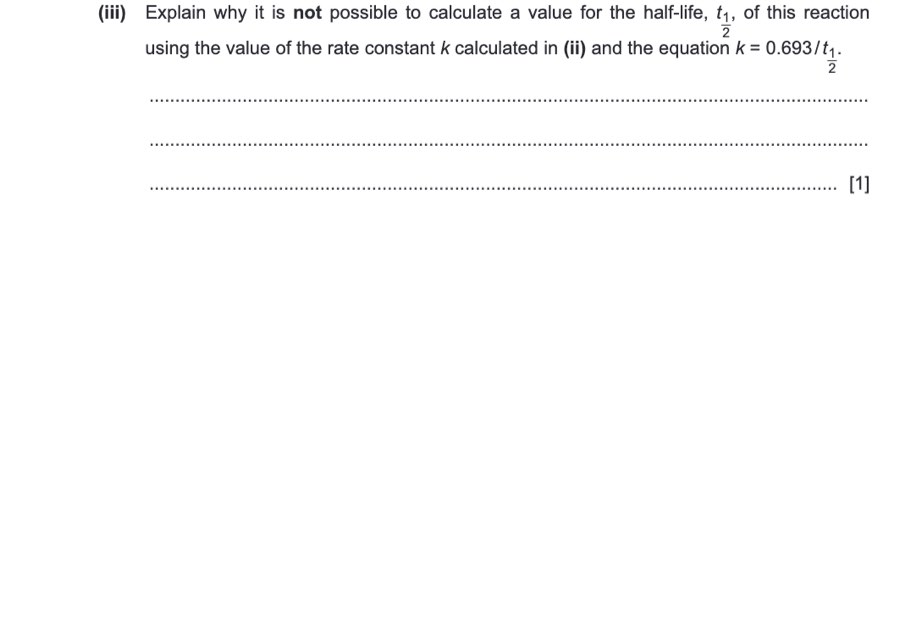 (iii) Explain why it is not possible to calculate a value for the half-life, t1/2, of this reaction
using the value of the rate constant k calculated in (ii) and the equation k = 0.693/t1/2.
..........................................................................................................................................
..........................................................................................................................................
.................................................................................................................................... [1]